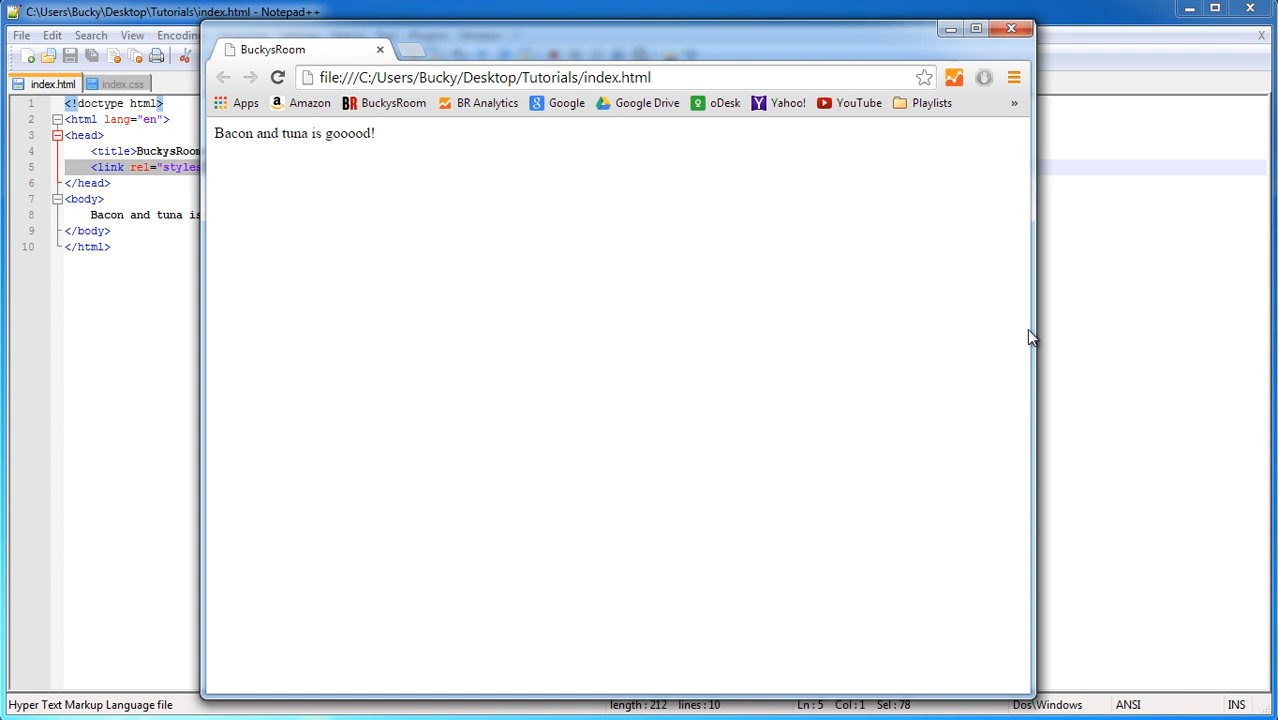 C:\Users\Bucky\Desktop\Tutorials\index.html - Notepad++
File Edit Search View Encoding
X
index.html
index.css
BuckysRoom
file:///C:/Users/Bucky/Desktop/Tutorials/index.html
Apps Amazon BR BuckysRoom BR Analytics Google Google Drive oDesk Yahoo! YouTube Playlists »
Bacon and tuna is gooood!
1 <!doctype html>
2 <html lang="en">
3 <head>
4 <title>BuckysRoom
5 <link rel="styles
6 </head>
7 <body>
8 Bacon and tuna is
9 </body>
10 </html>
Hyper Text Markup Language file
length : 212 lines : 10
Ln : 5 Col : 1 Sel : 78
Dos\Windows
ANSI
INS